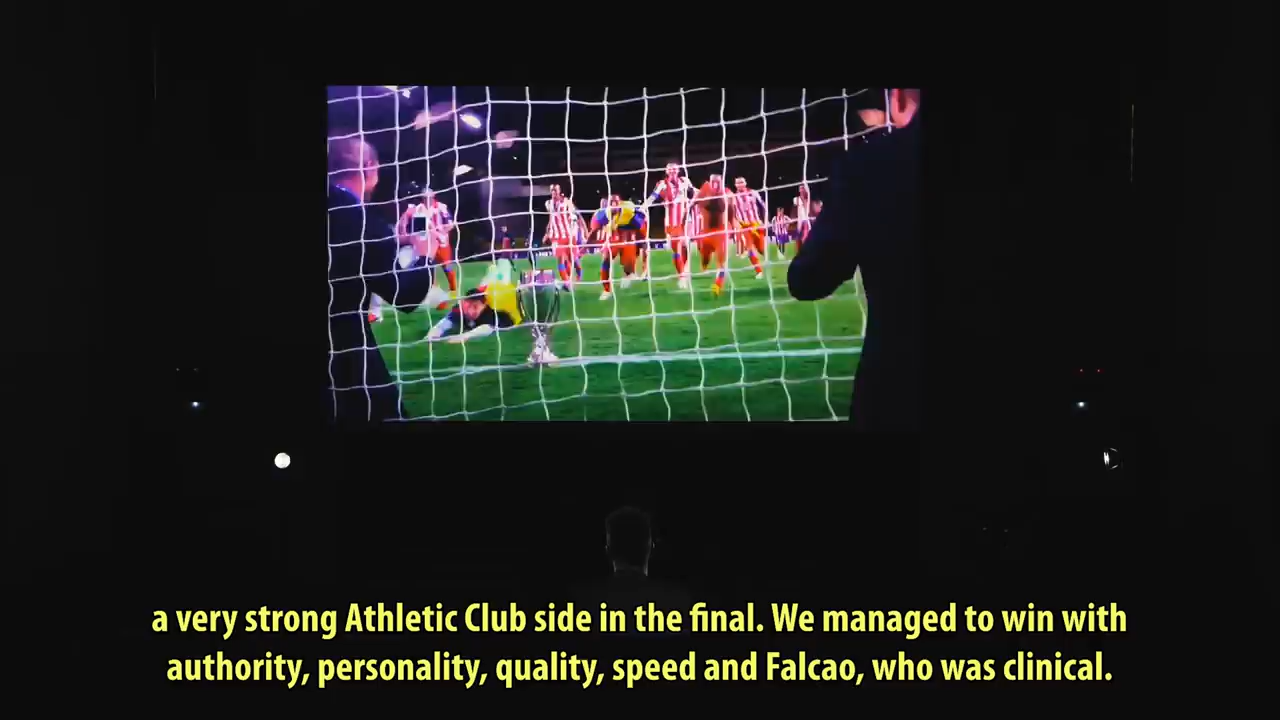 a very strong Athletic Club side in the final. We managed to win with
authority, personality, quality, speed and Falcao, who was clinical.